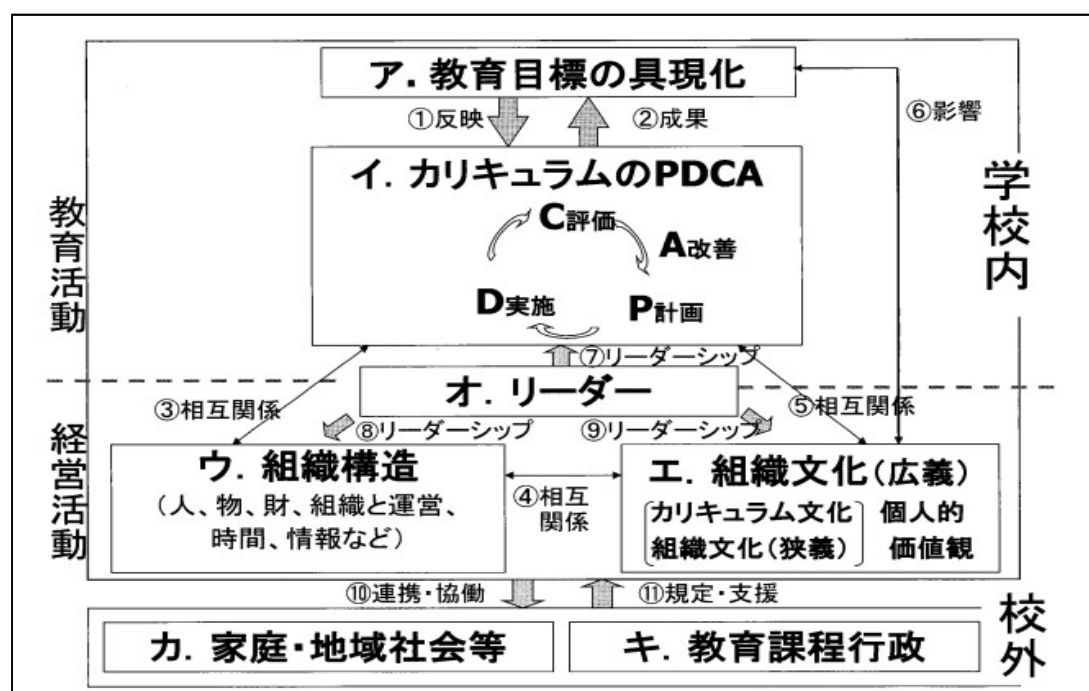 ア．教育目標の具現化
①反映
②成果
⑥影響
イ．カリキュラムのPDCA
C評価
A改善
D実施
P計画
教育活動
学校内
⑦リーダーシップ
オ．リーダー
③相互関係
⑤相互関係
⑧リーダーシップ
⑨リーダーシップ
経営活動
ウ．組織構造
（人、物、財、組織と運営、
時間、情報など）
④相互
関係
エ．組織文化（広義）
カリキュラム文化
組織文化（狭義）
個人的
価値観
⑩連携・協働
⑪規定・支援
カ．家庭・地域社会等
キ．教育課程行政
校外